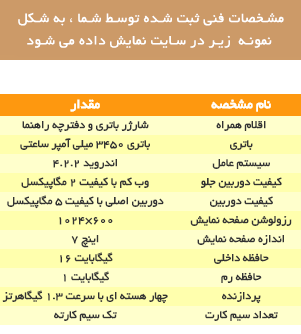 مشخصات فنی ثبت شده توسط شما ، به شکل
نمونه زیر در سایت نمایش داده می شود
نام مشخصه مقدار
اقلام همراه شارژر باتری و دفترچه راهنما
باتری باتری ۳۴۵۰ میلی آمپر ساعتی
سیستم عامل اندروید ۴.۲.۲
کیفیت دوربین جلو وب کم با کیفیت ۲ مگاپیکسل
کیفیت دوربین دوربین اصلی با کیفیت ۵ مگاپیکسل
رزولوشن صفحه نمایش ۱۰۲۴×۶۰۰
اندازه صفحه نمایش ۷ اینچ
حافظه داخلی ۱۶ گیگابایت
حافظه رم ۱ گیگابایت
پردازنده چهار هسته ای با سرعت ۱.۳ گیگاهرتز
تعداد سیم کارت تک سیم کارته